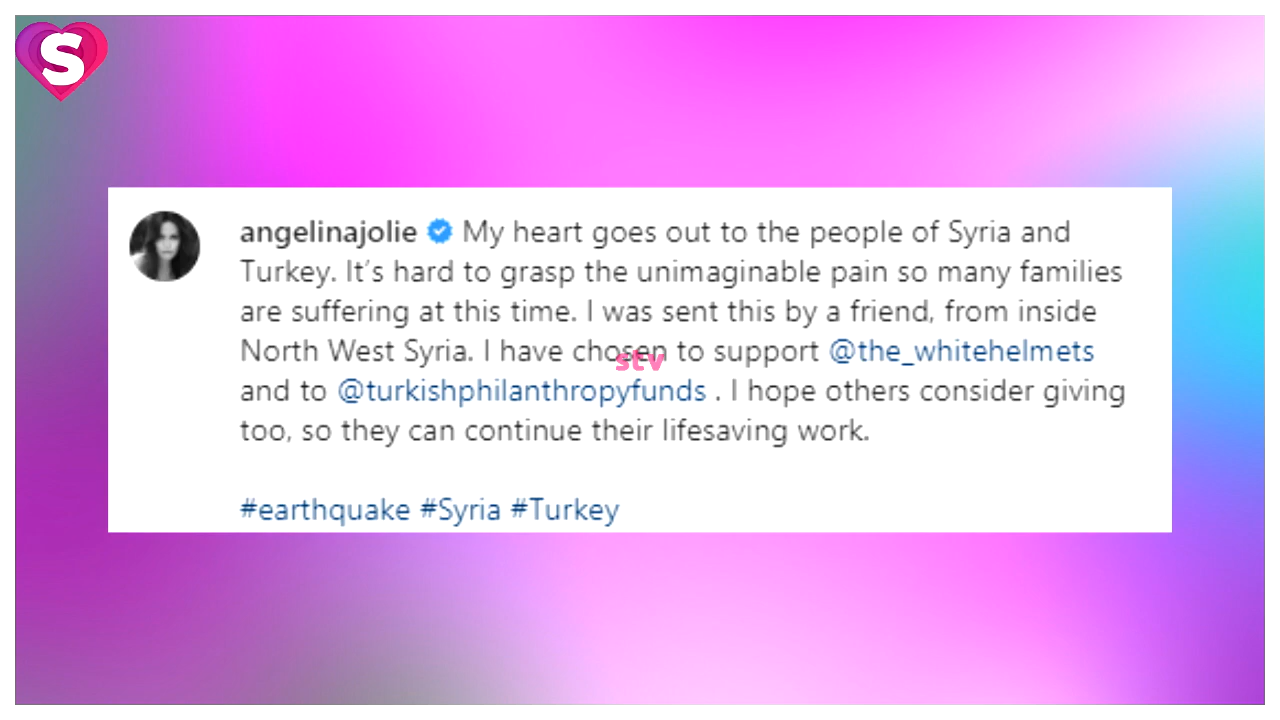 S
angelinajolie My heart goes out to the people of Syria and
Turkey. It’s hard to grasp the unimaginable pain so many families
are suffering at this time. I was sent this by a friend, from inside
North West Syria. I have chosen to support @the_whitehelmets
stv
and to @turkishphilanthropyfunds . I hope others consider giving
too, so they can continue their lifesaving work.
#earthquake #Syria #Turkey